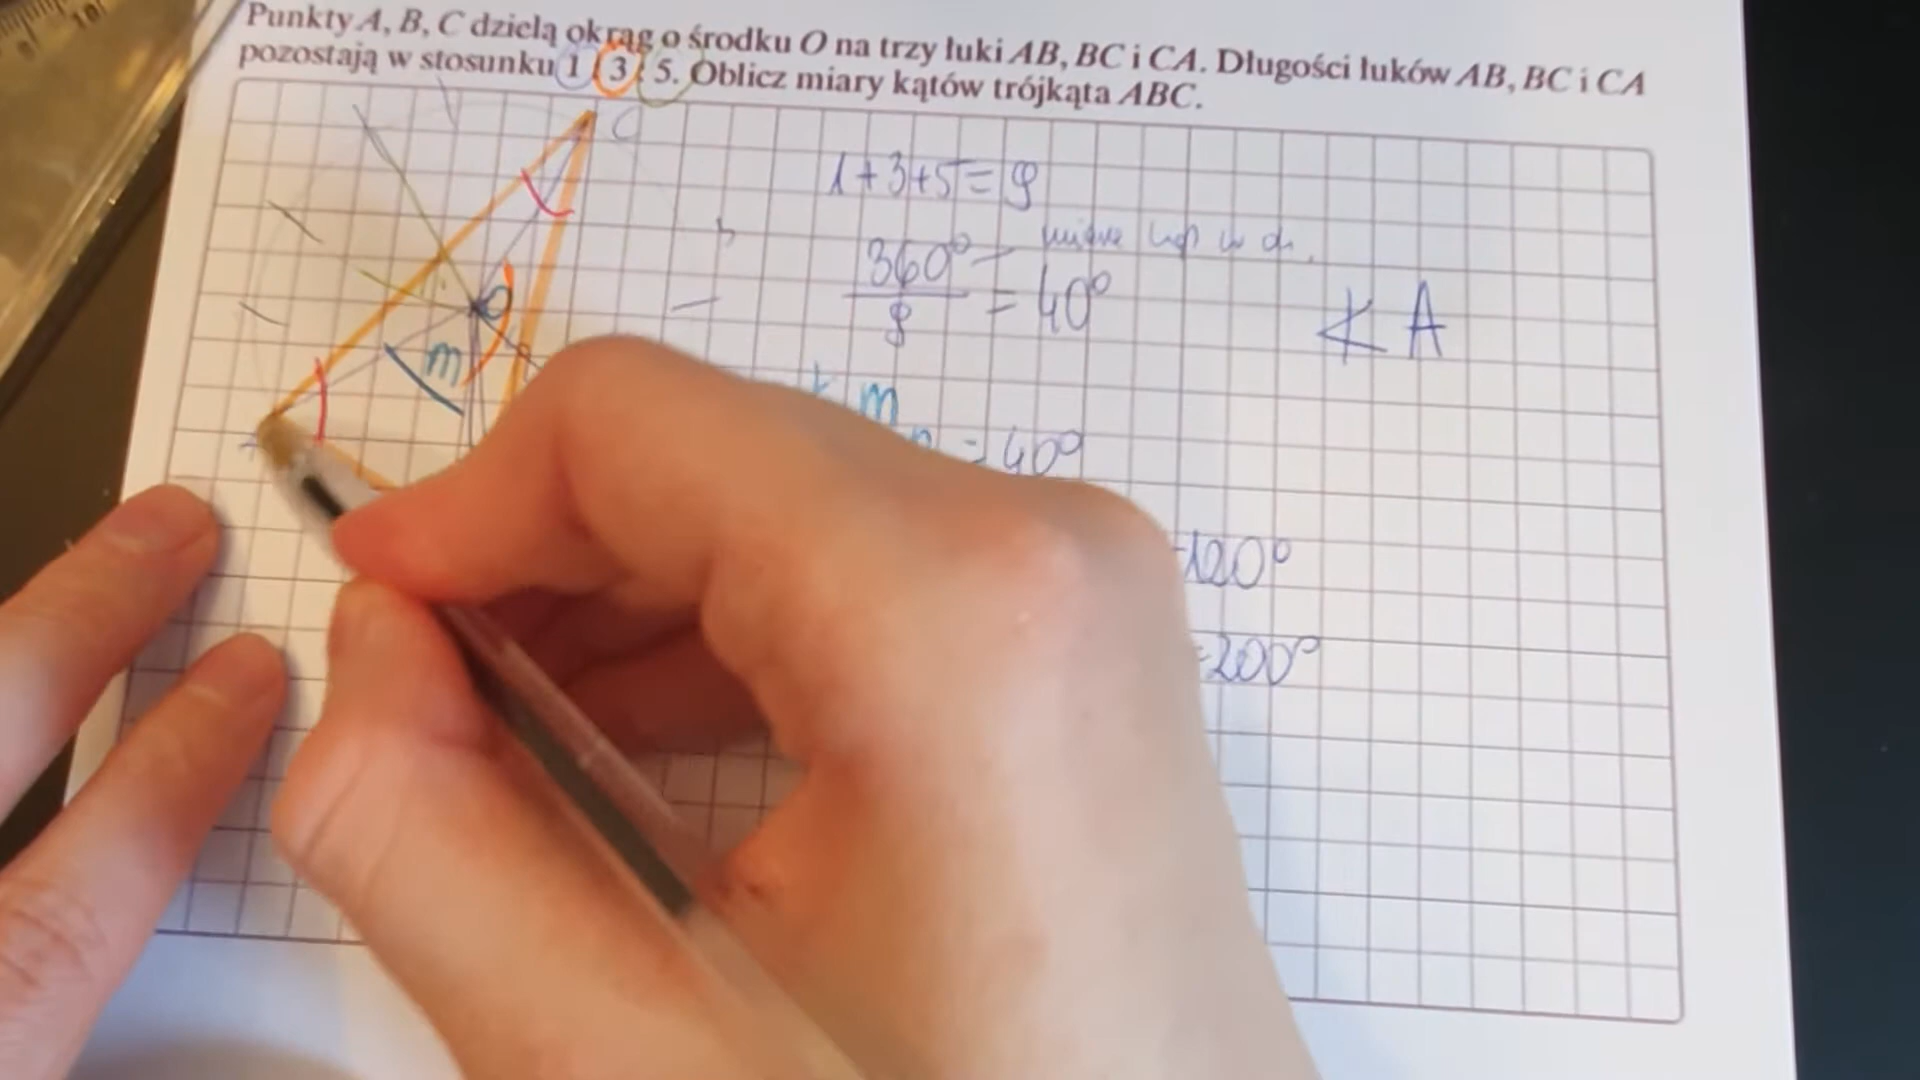 Punkty A, B, C dzielą okrąg o środku O na trzy łuki AB, BC i CA. Długości łuków AB, BC i CA
pozostają w stosunku 1 : 3 : 5. Oblicz miary kątów trójkąta ABC.
C
1+3+5=9
360°
9
= 40°
∢ A
O
m
m
= 40°
=120°
=200°